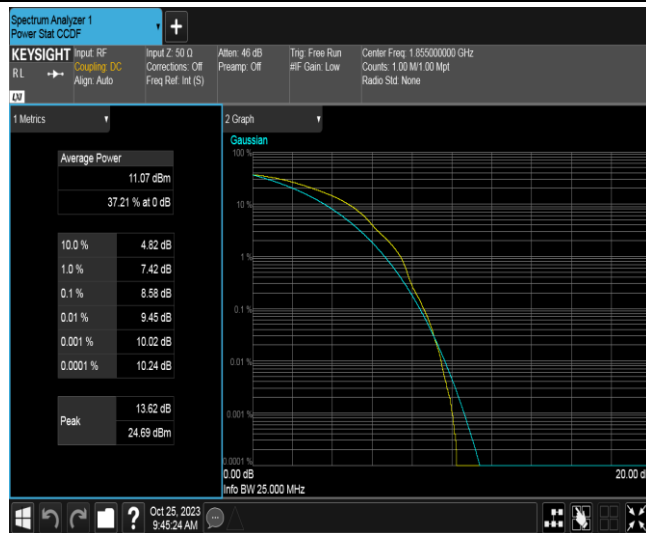 Spectrum Analyzer 1
Power Stat CCDF
+
KEYSIGHT
RL
LXI
Input: RF
Coupling: DC
Align: Auto
Input Z: 50 Ω
Corrections: Off
Freq Ref: Int (S)
Atten: 46 dB
Preamp: Off
Trig: Free Run
#IF Gain: Low
Center Freq: 1.855000000 GHz
Counts: 1.00 M/1.00 Mpt
Radio Std: None
1 Metrics
Average Power
11.07 dBm
37.21 % at 0 dB
10.0 % 4.82 dB
1.0 % 7.42 dB
0.1 % 8.58 dB
0.01 % 9.45 dB
0.001 % 10.02 dB
0.0001 % 10.24 dB
Peak
13.62 dB
24.69 dBm
2 Graph
Gaussian
100 %
10 %
1 %
0.1 %
0.01 %
0.001 %
0.0001 %
0.00 dB
20.00 d
Info BW 25.000 MHz
?
Oct 25, 2023
9:45:24 AM